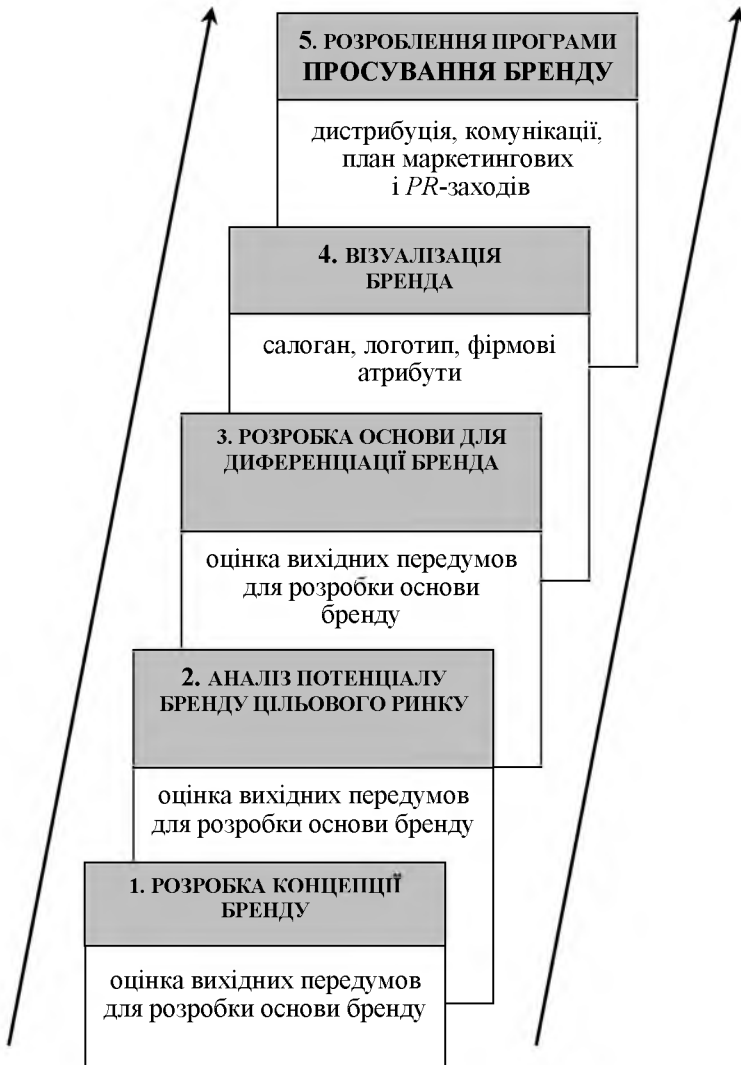 5. РОЗРОБЛЕННЯ ПРОГРАМИ
ПРОСУВАННЯ БРЕНДУ
дистрибуція, комунікації,
план маркетингових
і PR-заходів
4. ВІЗУАЛІЗАЦІЯ
БРЕНДА
салоган, логотип, фірмові
атрибути
3. РОЗРОБКА ОСНОВИ ДЛЯ
ДИФЕРЕНЦІАЦІЇ БРЕНДА
оцінка вихідних передумов
для розробки основи
бренду
2. АНАЛІЗ ПОТЕНЦІАЛУ
БРЕНДУ ЦІЛЬОВОГО РИНКУ
оцінка вихідних передумов
для розробки основи бренду
1. РОЗРОБКА КОНЦЕПЦІЇ
БРЕНДУ
оцінка вихідних передумов
для розробки основи бренду